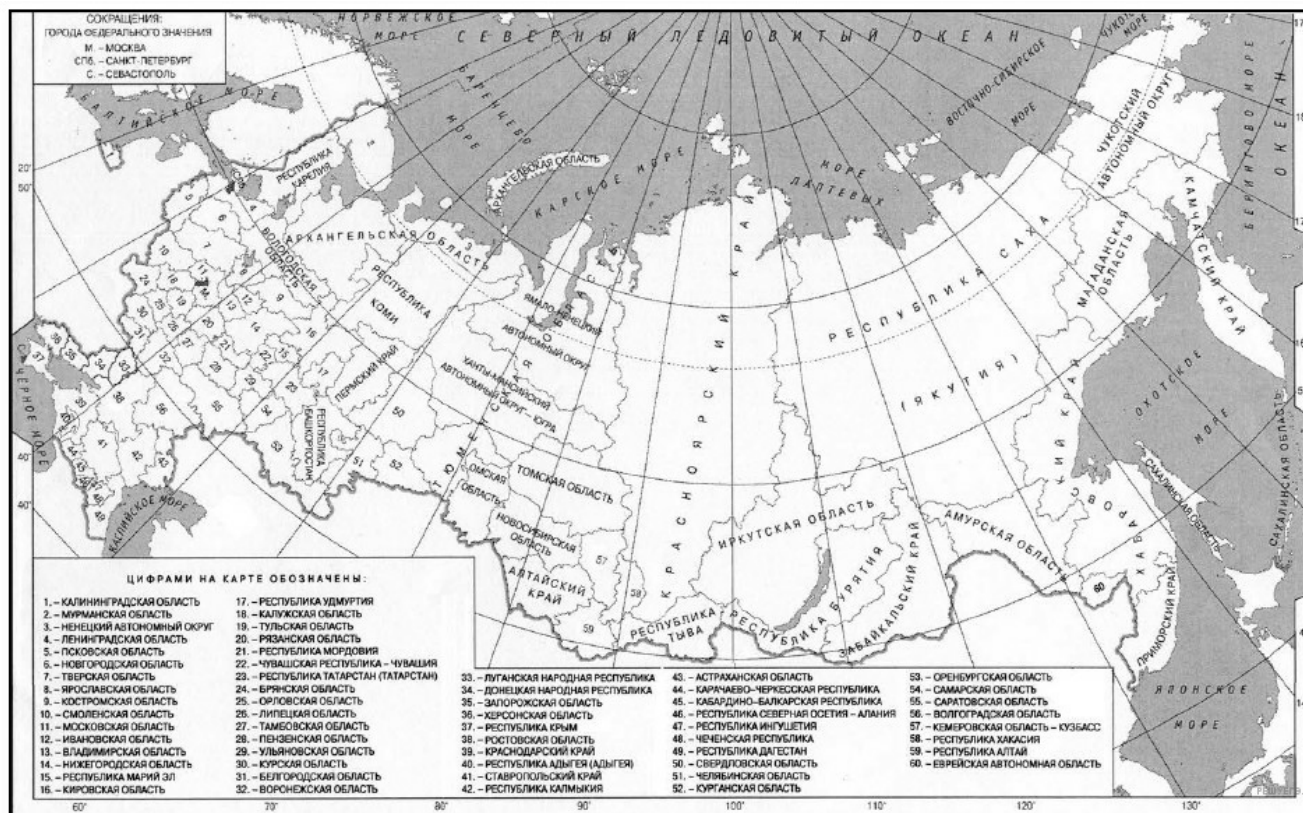 СОКРАЩЕНИЯ:
ГОРОДА ФЕДЕРАЛЬНОГО ЗНАЧЕНИЯ
М. – МОСКВА
СПб. – САНКТ-ПЕТЕРБУРГ
С. – СЕВАСТОПОЛЬ
НОРВЕЖСКОЕ
МОРЕ
СЕВЕРНЫЙ ЛЕДОВИТЫЙ ОКЕАН
ЧУКОТСКОЕ
МОРЕ
БАЛТИЙСКОЕ МОРЕ
БАРЕНЦЕВО
МОРЕ
ВОСТОЧНО-СИБИРСКОЕ
МОРЕ
БЕРИНГОВО МОРЕ
ОКЕАН
КАРСКОЕ МОРЕ
МОРЕ
ЛАПТЕВЫХ
ЧУКОТСКИЙ
АВТОНОМНЫЙ ОКРУГ
АРХАНГЕЛЬСКАЯ ОБЛАСТЬ
РЕСПУБЛИКА
КАРЕЛИЯ
АРХАНГЕЛЬСКАЯ ОБЛАСТЬ
ВОЛОГОДСКАЯ
ОБЛАСТЬ
РЕСПУБЛИКА
КОМИ
ЯМАЛО-НЕНЕЦКИЙ
АВТОНОМНЫЙ ОКРУГ
ХАНТЫ-МАНСИЙСКИЙ
АВТОНОМНЫЙ ОКРУГ – ЮГРА
ТЮМЕНСКАЯ ОБЛАСТЬ
ПЕРМСКИЙ КРАЙ
РЕСПУБЛИКА
БАШКОРТОСТАН
ОМСКАЯ
ОБЛАСТЬ
ТОМСКАЯ ОБЛАСТЬ
НОВОСИБИРСКАЯ
ОБЛАСТЬ
АЛТАЙСКИЙ
КРАЙ
КРАСНОЯРСКИЙ КРАЙ
РЕСПУБЛИКА САХА
(ЯКУТИЯ)
ИРКУТСКАЯ ОБЛАСТЬ
РЕСПУБЛИКА
ТЫВА
РЕСПУБЛИКА БУРЯТИЯ
ЗАБАЙКАЛЬСКИЙ КРАЙ
АМУРСКАЯ ОБЛАСТЬ
ХАБАРОВСКИЙ КРАЙ
МАГАДАНСКАЯ
ОБЛАСТЬ
КАМЧАТСКИЙ КРАЙ
ОХОТСКОЕ
МОРЕ
САХАЛИНСКАЯ ОБЛАСТЬ
САХАЛИНСКАЯ ОБЛАСТЬ
ПРИМОРСКИЙ КРАЙ
ЯПОНСКОЕ
МОРЕ
ЧЕРНОЕ МОРЕ
КАСПИЙСКОЕ МОРЕ
ЦИФРАМИ НА КАРТЕ ОБОЗНАЧЕНЫ:
1. – КАЛИНИНГРАДСКАЯ ОБЛАСТЬ
2. – МУРМАНСКАЯ ОБЛАСТЬ
3. – НЕНЕЦКИЙ АВТОНОМНЫЙ ОКРУГ
4. – ЛЕНИНГРАДСКАЯ ОБЛАСТЬ
5. – ПСКОВСКАЯ ОБЛАСТЬ
6. – НОВГОРОДСКАЯ ОБЛАСТЬ
7. – ТВЕРСКАЯ ОБЛАСТЬ
8. – ЯРОСЛАВСКАЯ ОБЛАСТЬ
9. – КОСТРОМСКАЯ ОБЛАСТЬ
10. – СМОЛЕНСКАЯ ОБЛАСТЬ
11. – МОСКОВСКАЯ ОБЛАСТЬ
12. – ИВАНОВСКАЯ ОБЛАСТЬ
13. – ВЛАДИМИРСКАЯ ОБЛАСТЬ
14. – НИЖЕГОРОДСКАЯ ОБЛАСТЬ
15. – РЕСПУБЛИКА МАРИЙ ЭЛ
16. – КИРОВСКАЯ ОБЛАСТЬ
17. – РЕСПУБЛИКА УДМУРТИЯ
18. – КАЛУЖСКАЯ ОБЛАСТЬ
19. – ТУЛЬСКАЯ ОБЛАСТЬ
20. – РЯЗАНСКАЯ ОБЛАСТЬ
21. – РЕСПУБЛИКА МОРДОВИЯ
22. – ЧУВАШСКАЯ РЕСПУБЛИКА – ЧУВАШИЯ
23. – РЕСПУБЛИКА ТАТАРСТАН (ТАТАРСТАН)
24. – БРЯНСКАЯ ОБЛАСТЬ
25. – ОРЛОВСКАЯ ОБЛАСТЬ
26. – ЛИПЕЦКАЯ ОБЛАСТЬ
27. – ТАМБОВСКАЯ ОБЛАСТЬ
28. – ПЕНЗЕНСКАЯ ОБЛАСТЬ
29. – УЛЬЯНОВСКАЯ ОБЛАСТЬ
30. – КУРСКАЯ ОБЛАСТЬ
31. – БЕЛГОРОДСКАЯ ОБЛАСТЬ
32. – ВОРОНЕЖСКАЯ ОБЛАСТЬ
33. – ЛУГАНСКАЯ НАРОДНАЯ РЕСПУБЛИКА
34. – ДОНЕЦКАЯ НАРОДНАЯ РЕСПУБЛИКА
35. – ЗАПОРОЖСКАЯ ОБЛАСТЬ
36. – ХЕРСОНСКАЯ ОБЛАСТЬ
37. – РЕСПУБЛИКА КРЫМ
38. – РОСТОВСКАЯ ОБЛАСТЬ
39. – КРАСНОДАРСКИЙ КРАЙ
40. – РЕСПУБЛИКА АДЫГЕЯ (АДЫГЕЯ)
41. – СТАВРОПОЛЬСКИЙ КРАЙ
42. – РЕСПУБЛИКА КАЛМЫКИЯ
43. – АСТРАХАНСКАЯ ОБЛАСТЬ
44. – КАРАЧАЕВО–ЧЕРКЕССКАЯ РЕСПУБЛИКА
45. – КАБАРДИНО–БАЛКАРСКАЯ РЕСПУБЛИКА
46. – РЕСПУБЛИКА СЕВЕРНАЯ ОСЕТИЯ – АЛАНИЯ
47. – РЕСПУБЛИКА ИНГУШЕТИЯ
48. – ЧЕЧЕНСКАЯ РЕСПУБЛИКА
49. – РЕСПУБЛИКА ДАГЕСТАН
50. – СВЕРДЛОВСКАЯ ОБЛАСТЬ
51. – ЧЕЛЯБИНСКАЯ ОБЛАСТЬ
52. – КУРГАНСКАЯ ОБЛАСТЬ
53. – ОРЕНБУРГСКАЯ ОБЛАСТЬ
54. – САМАРСКАЯ ОБЛАСТЬ
55. – САРАТОВСКАЯ ОБЛАСТЬ
56. – ВОЛГОГРАДСКАЯ ОБЛАСТЬ
57. – КЕМЕРОВСКАЯ ОБЛАСТЬ – КУЗБАСС
58. – РЕСПУБЛИКА ХАКАСИЯ
59. – РЕСПУБЛИКА АЛТАЙ
60. – ЕВРЕЙСКАЯ АВТОНОМНАЯ ОБЛАСТЬ
60° 70° 80° 90° 100° 110° 120° 130°